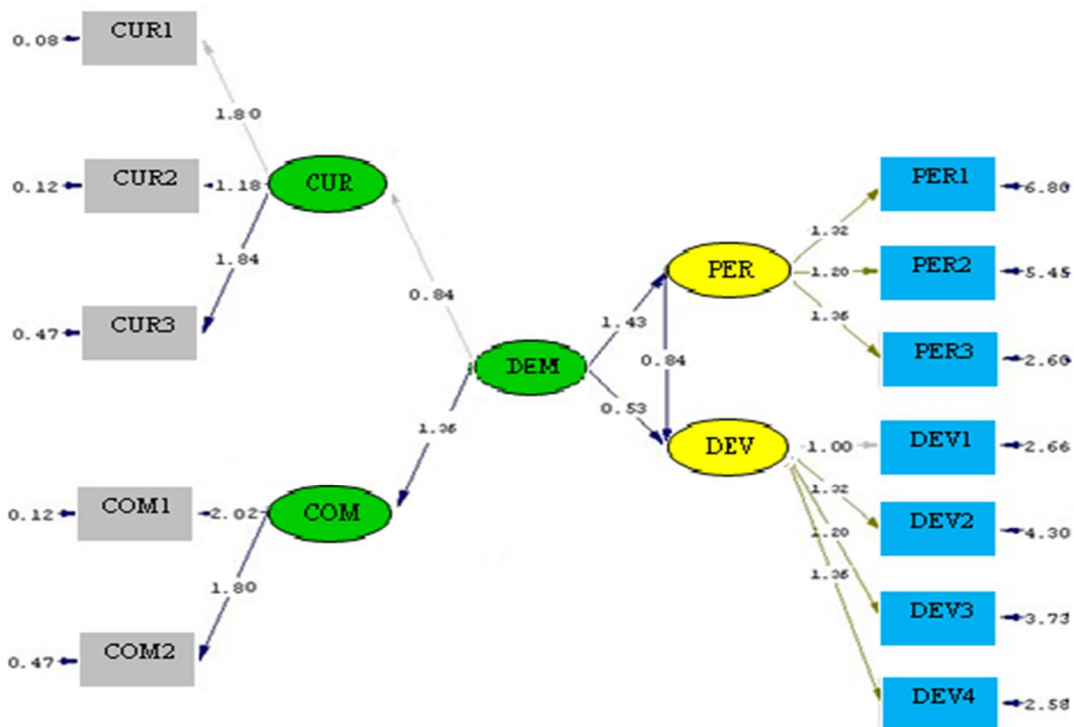 CUR1
0.08
1.80
CUR2
0.12
1.18
CUR
PER1
6.80
1.32
1.84
PER
PER2
5.45
1.20
0.84
CUR3
0.47
1.43
1.36
PER3
2.60
DEM
0.84
0.53
1.36
DEV
1.00
DEV1
2.66
COM1
0.12
2.02
COM
1.32
DEV2
4.30
1.20
1.36
1.80
DEV3
3.73
COM2
0.47
DEV4
2.58